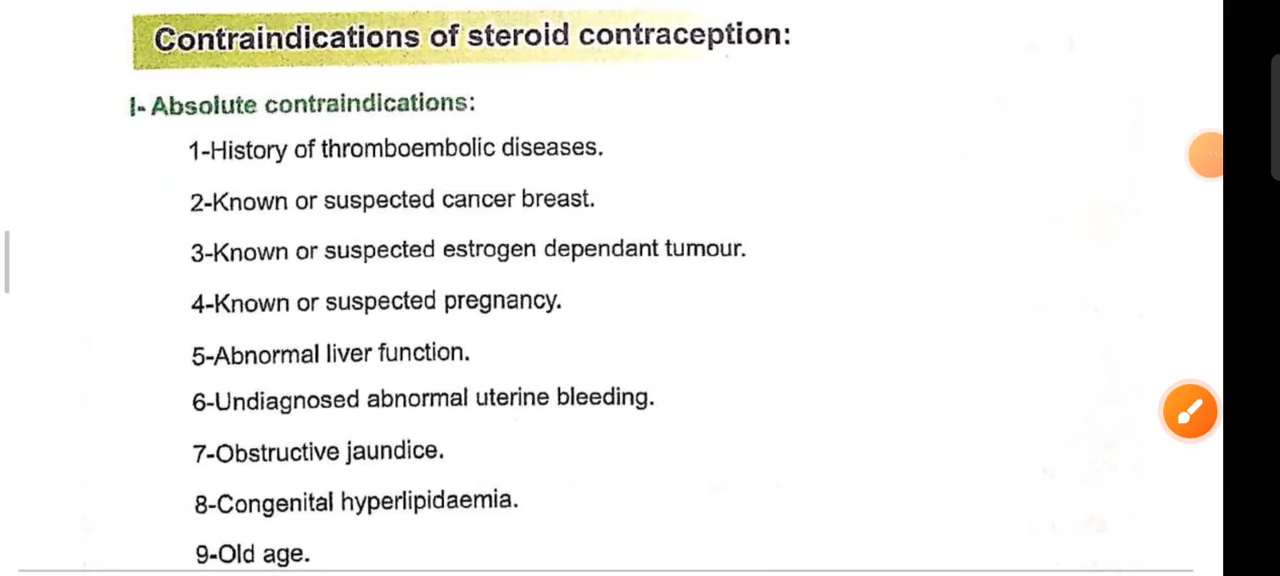 Contraindications of steroid contraception:
I- Absolute contraindications:
1-History of thromboembolic diseases.
2-Known or suspected cancer breast.
3-Known or suspected estrogen dependant tumour.
4-Known or suspected pregnancy.
5-Abnormal liver function.
6-Undiagnosed abnormal uterine bleeding.
7-Obstructive jaundice.
8-Congenital hyperlipidaemia.
9-Old age.